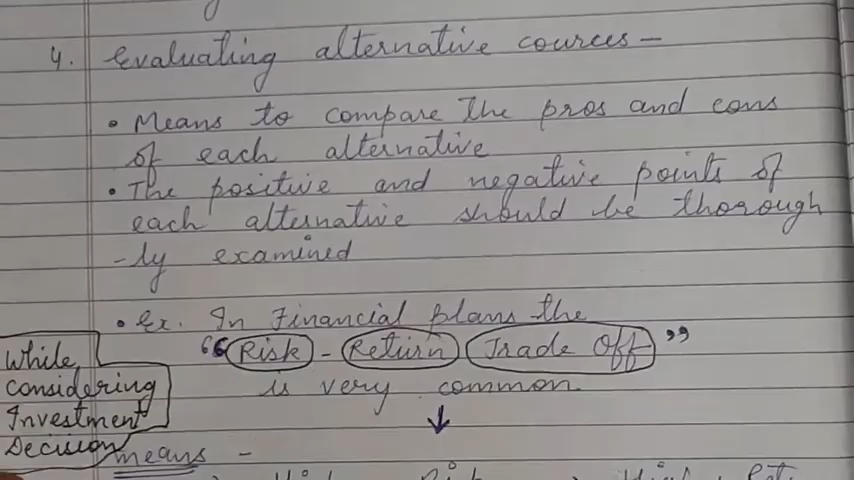 4. Evaluating alternative cources -
• Means to compare the pros and cons
of each alternative
• The positive and negative points of
each alternative should be thorough
-ly examined
• Ex. In Financial plans the
"Risk - Return Trade Off"
is very common.
While
considering
Investment
Decision
means -